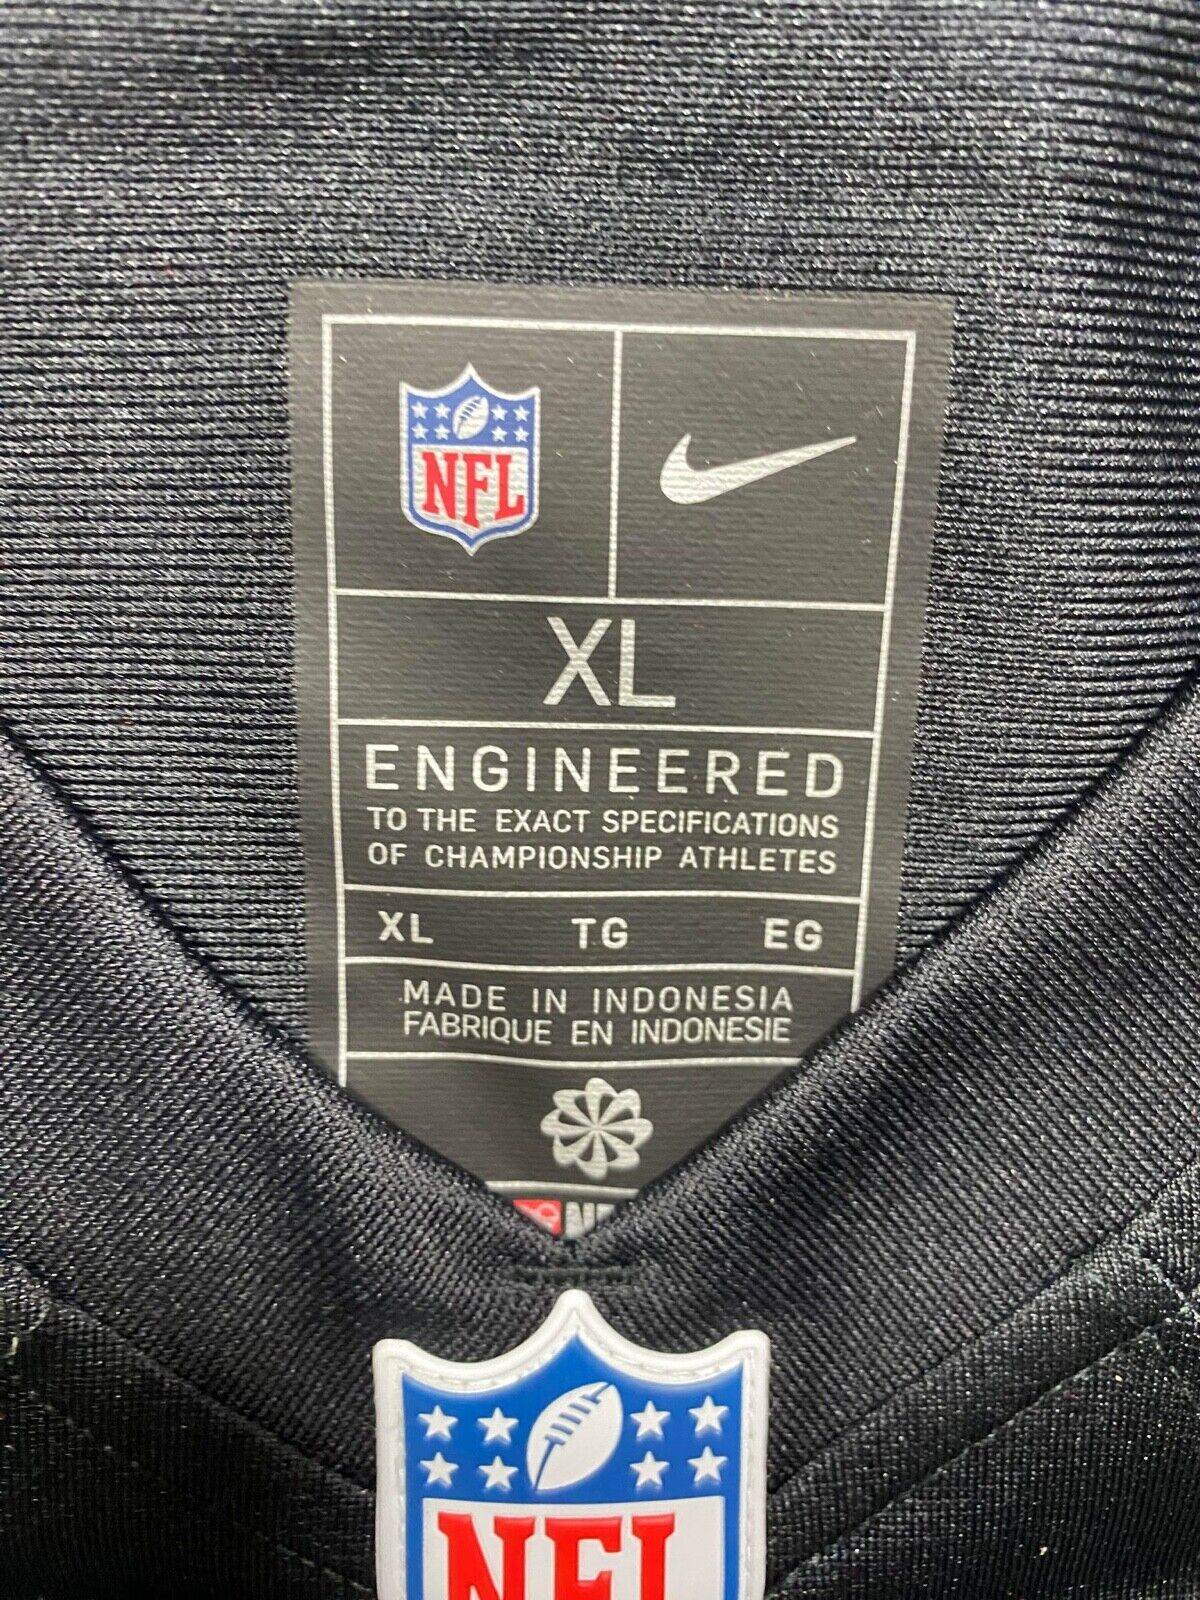 NFL
XL
ENGINEERED
TO THE EXACT SPECIFICATIONS
OF CHAMPIONSHIP ATHLETES
XL TG EG
MADE IN INDONESIA
FABRIQUE EN INDONESIE
NFL